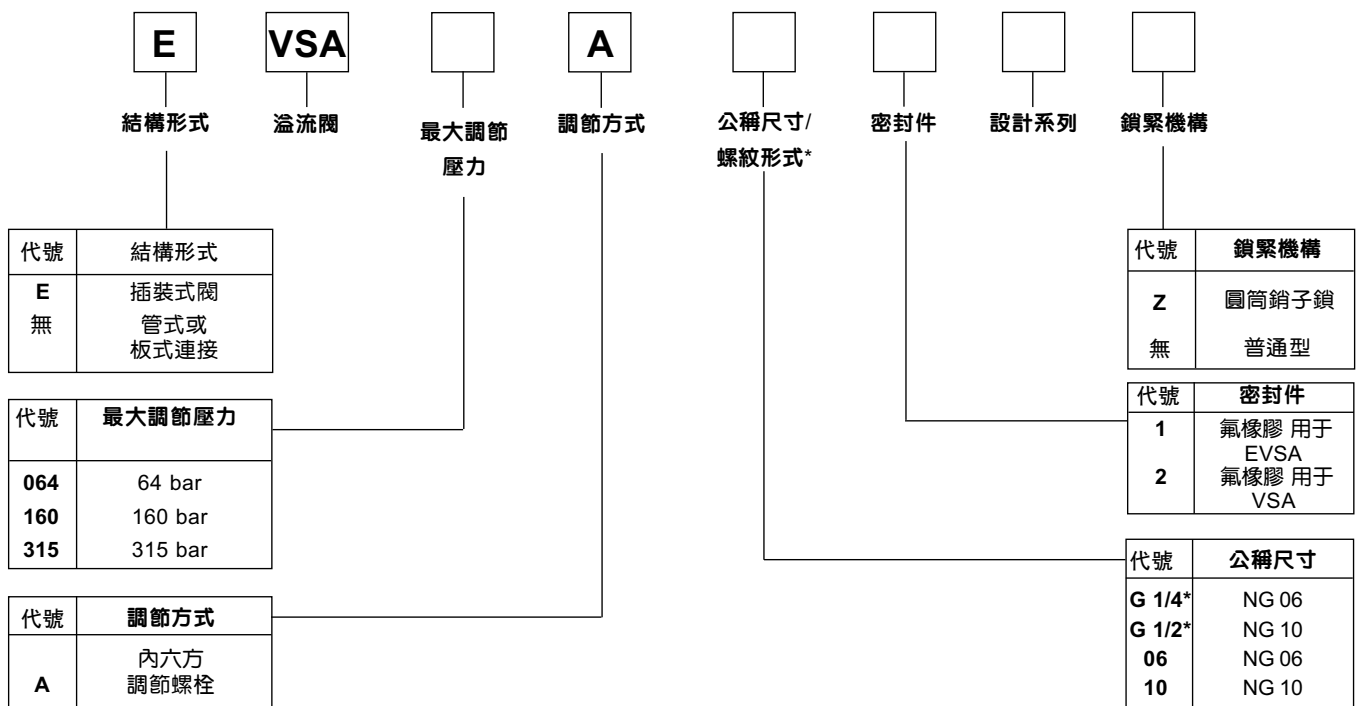 E VSA A
結構形式 溢流閥 最大調節 調節方式 公稱尺寸/ 密封件 設計系列 鎖緊機構
壓力 螺紋形式*
代號 結構形式
E 插裝式閥
無 管式或
板式連接
代號 最大調節壓力
064 64 bar
160 160 bar
315 315 bar
代號 調節方式
A 內六方
調節螺栓
代號 鎖緊機構
Z 圓筒銷子鎖
無 普通型
代號 密封件
1 氟橡膠 用于
EVSA
2 氟橡膠 用于
VSA
代號 公稱尺寸
G 1/4* NG 06
G 1/2* NG 10
06 NG 06
10 NG 10